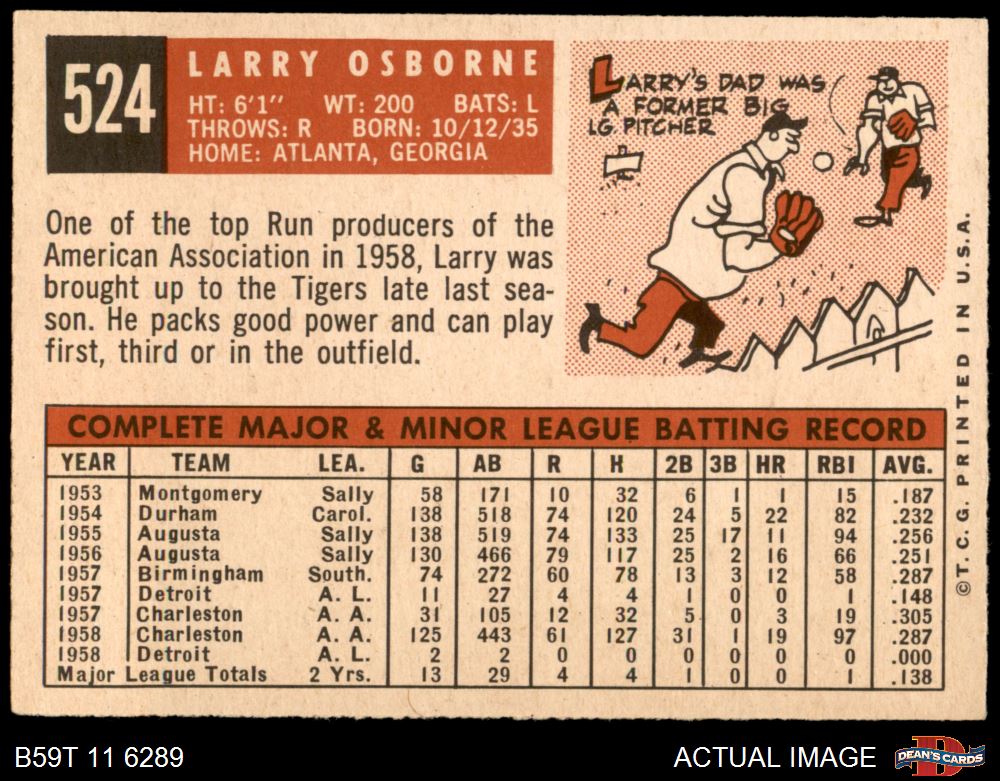 524
LARRY OSBORNE
HT: 6'1" WT: 200 BATS: L
THROWS: R BORN: 10/12/35
HOME: ATLANTA, GEORGIA
LARRY'S DAD WAS
A FORMER BIG
LG PITCHER
One of the top Run producers of the
American Association in 1958, Larry was
brought up to the Tigers late last sea-
son. He packs good power and can play
first, third or in the outfield.
COMPLETE MAJOR & MINOR LEAGUE BATTING RECORD
YEAR TEAM LEA. G AB R H 2B 3B HR RBI AVG.
1953 Montgomery Sally 58 171 10 32 6 1 1 15 .187
1954 Durham Carol. 138 518 74 120 24 5 22 82 .232
1955 Augusta Sally 138 519 74 133 25 17 11 94 .256
1956 Augusta Sally 130 466 79 117 25 2 16 66 .251
1957 Birmingham South. 74 272 60 78 13 3 12 58 .287
1957 Detroit A. L. 11 27 4 4 1 0 0 1 .148
1957 Charleston A. A. 31 105 12 32 5 0 3 19 .305
1958 Charleston A. A. 125 443 61 127 31 1 19 97 .287
1958 Detroit A. L. 2 2 0 0 0 0 0 0 .000
Major League Totals 2 Yrs. 13 29 4 4 1 0 0 1 .138
©T. C. G. PRINTED IN U.S.A.
B59T 11 6289
ACTUAL IMAGE
D
DEAN'S CARDS